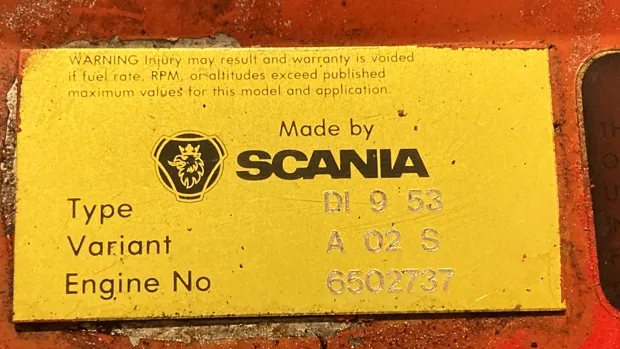 WARNING Injury may result and warranty is voided
if fuel rate, RPM, or altitudes exceed published
maximum values for this model and application.
Made by
SCANIA
Type DI 9 53
Variant A 02 S
Engine No 6502737